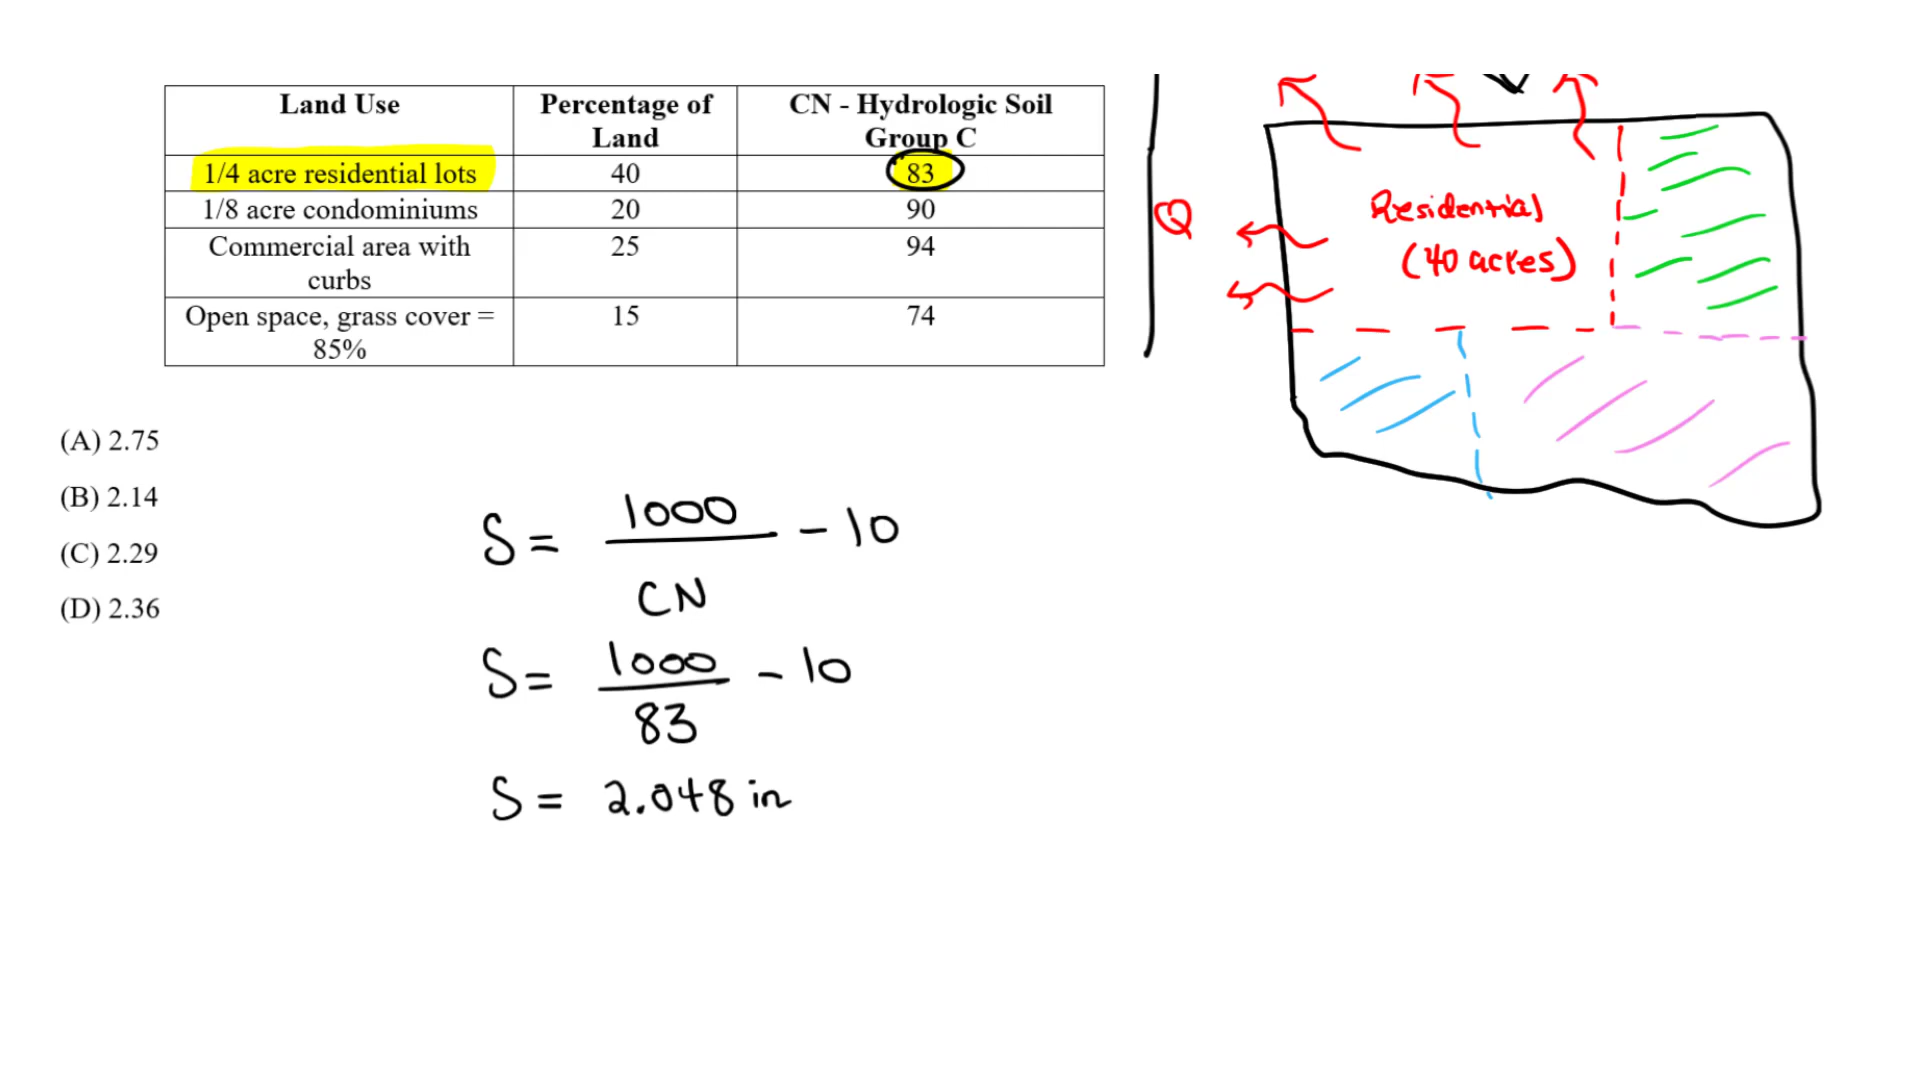 Land Use Percentage of Land CN - Hydrologic Soil Group C
1/4 acre residential lots 40 83
1/8 acre condominiums 20 90
Commercial area with curbs 25 94
Open space, grass cover = 85% 15 74
Q
Residential
(40 acres)
(A) 2.75
(B) 2.14
(C) 2.29
(D) 2.36
S = 1000 / CN - 10
S = 1000 / 83 - 10
S = 2.048 in